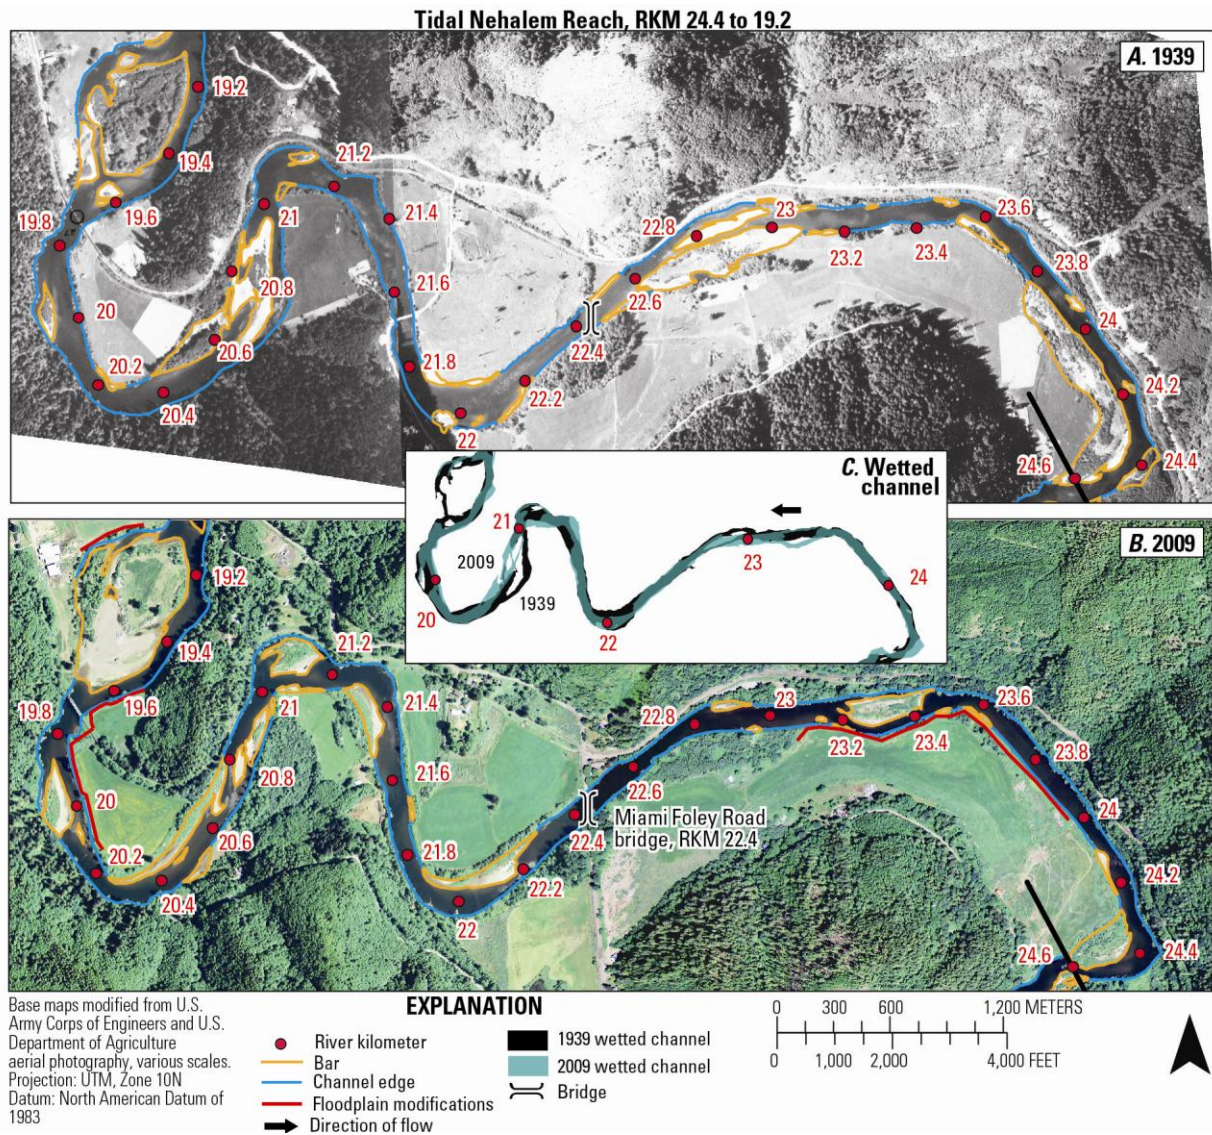 Tidal Nehalem Reach, RKM 24.4 to 19.2
A. 1939
19.2
19.4
19.6
19.8
20
20.2
20.4
20.6
20.8
21
21.2
21.4
21.6
21.8
22
22.2
22.4
22.6
22.8
23
23.2
23.4
23.6
23.8
24
24.2
24.4
24.6
C. Wetted
channel
21
2009
1939
20
22
23
24
B. 2009
19.2
19.4
19.6
19.8
20
20.2
20.4
20.6
20.8
21
21.2
21.4
21.6
21.8
22
22.2
22.4
22.6
22.8
23
23.2
23.4
23.6
23.8
24
24.2
24.4
24.6
Miami Foley Road
bridge, RKM 22.4
Base maps modified from U.S.
Army Corps of Engineers and U.S.
Department of Agriculture
aerial photography, various scales.
Projection: UTM, Zone 10N
Datum: North American Datum of
1983
EXPLANATION
River kilometer
Bar
Channel edge
Floodplain modifications
Direction of flow
1939 wetted channel
2009 wetted channel
Bridge
0 300 600 1,200 METERS
0 1,000 2,000 4,000 FEET